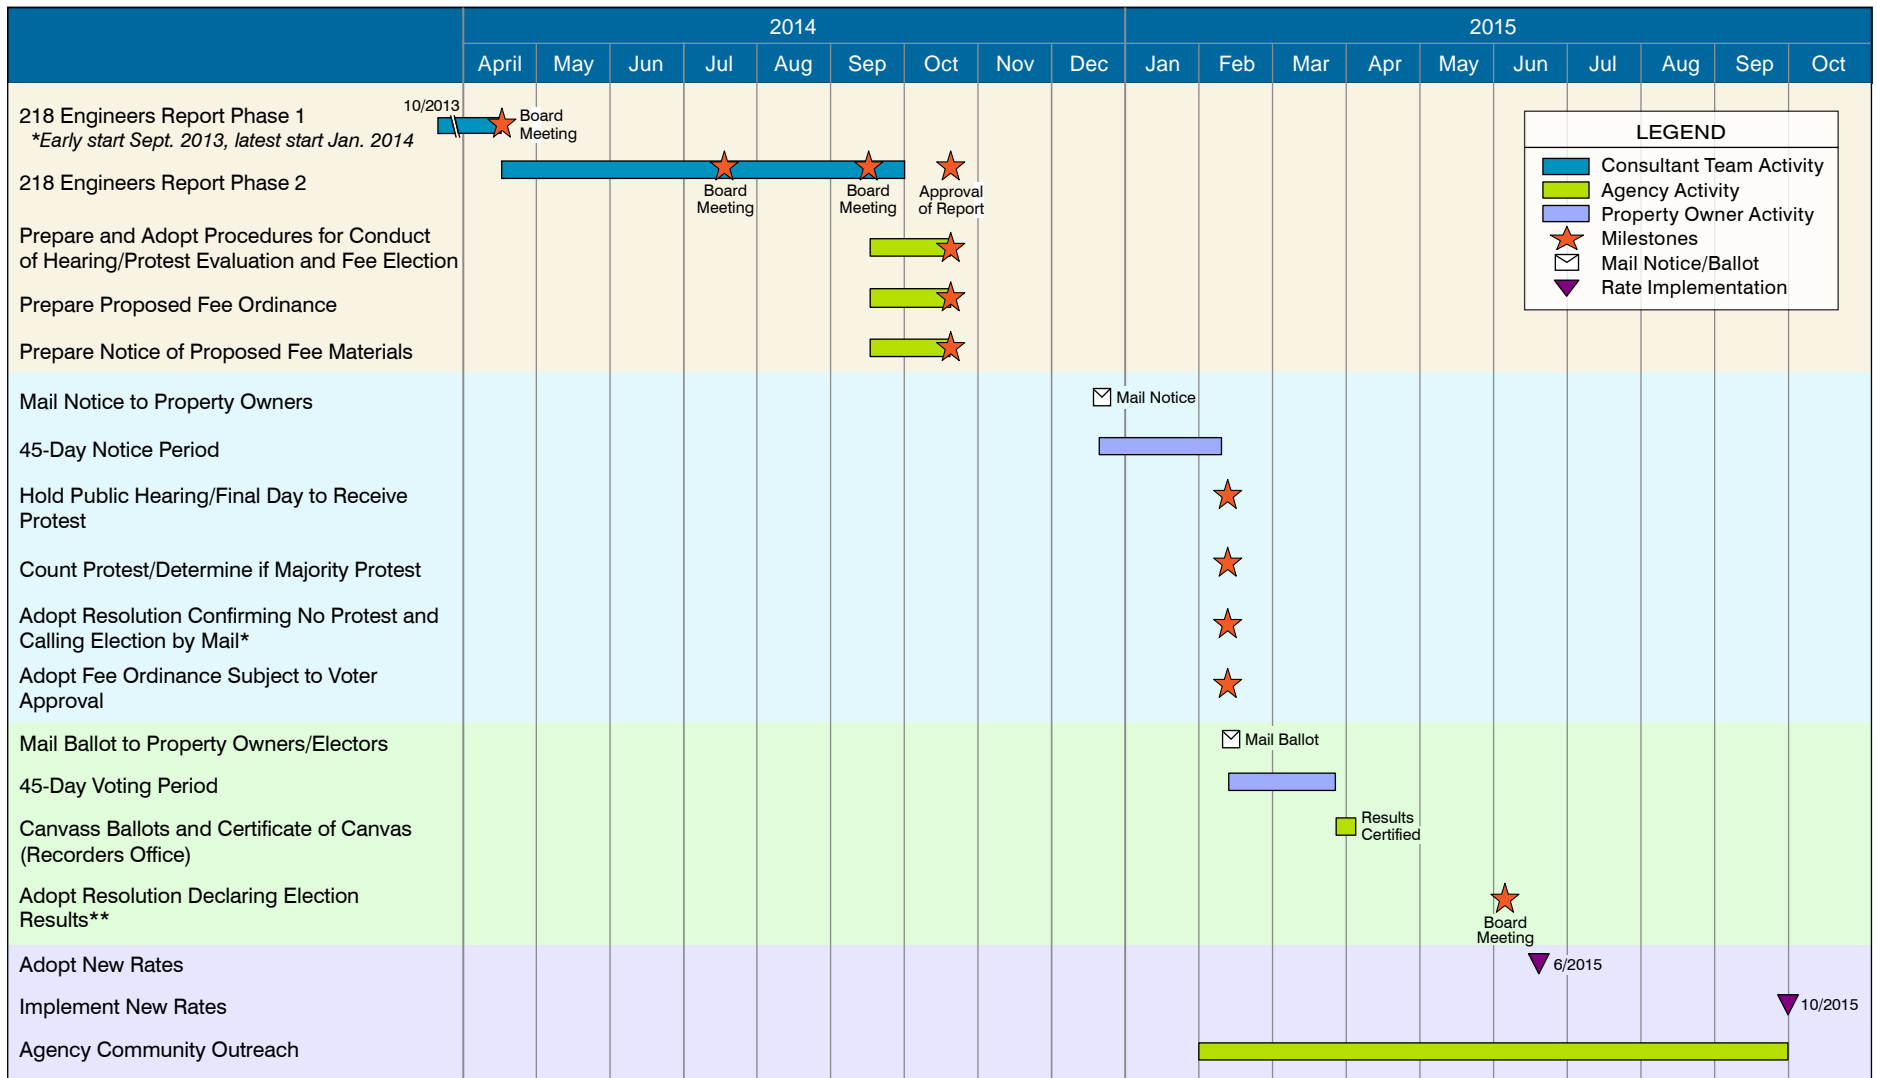 2014
2015
April May Jun Jul Aug Sep Oct Nov Dec Jan Feb Mar Apr May Jun Jul Aug Sep Oct
218 Engineers Report Phase 1
*Early start Sept. 2013, latest start Jan. 2014
10/2013
Board
Meeting
218 Engineers Report Phase 2
Board
Meeting
Board
Meeting
Approval
of Report
LEGEND
Consultant Team Activity
Agency Activity
Property Owner Activity
Milestones
Mail Notice/Ballot
Rate Implementation
Prepare and Adopt Procedures for Conduct
of Hearing/Protest Evaluation and Fee Election
Prepare Proposed Fee Ordinance
Prepare Notice of Proposed Fee Materials
Mail Notice to Property Owners
Mail Notice
45-Day Notice Period
Hold Public Hearing/Final Day to Receive
Protest
Count Protest/Determine if Majority Protest
Adopt Resolution Confirming No Protest and
Calling Election by Mail*
Adopt Fee Ordinance Subject to Voter
Approval
Mail Ballot to Property Owners/Electors
Mail Ballot
45-Day Voting Period
Canvass Ballots and Certificate of Canvas
(Recorders Office)
Results
Certified
Adopt Resolution Declaring Election
Results**
Board
Meeting
Adopt New Rates
6/2015
Implement New Rates
10/2015
Agency Community Outreach